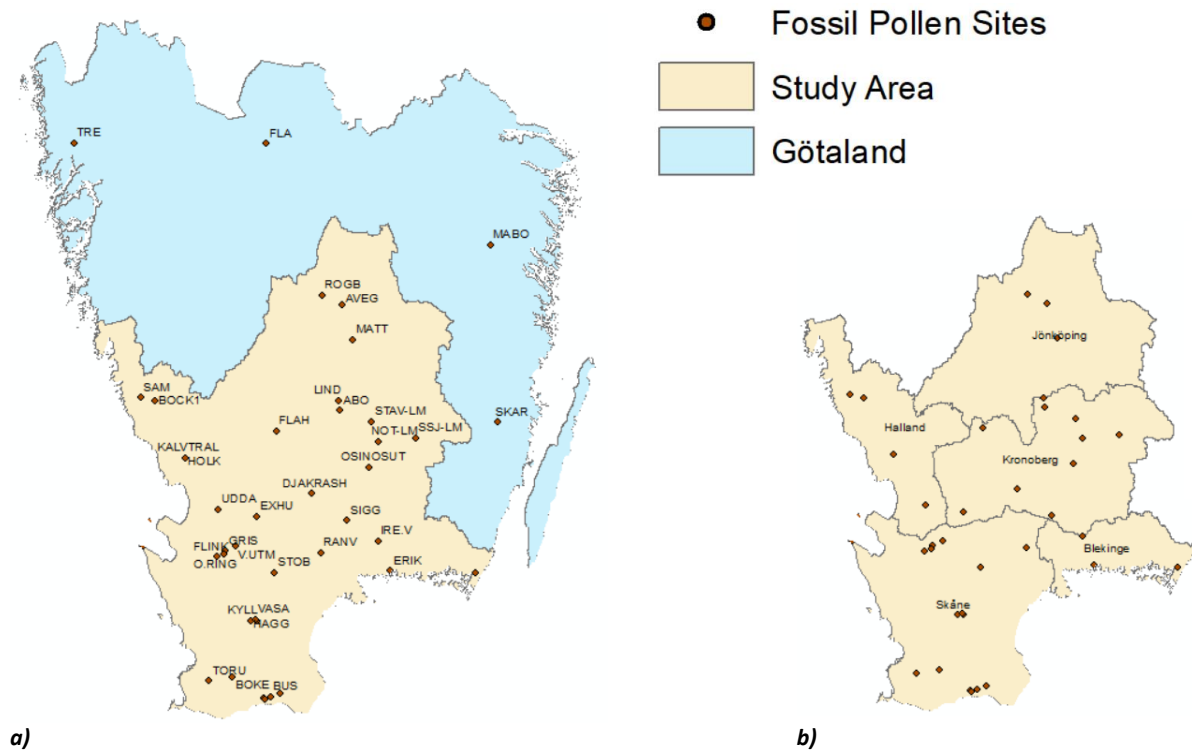 Fossil Pollen Sites
Study Area
Götaland
TRE
FLA
MABO
ROGB
AVEG
MATT
SAM
BOCK1
LIND
ABO
STAV-LM
FLAH
NOT-LM
SSJ-LM
SKAR
KALVTRAL
HOLK
OSINOSUT
DJAKRASH
UDDA
EXHU
SIGG
IRE.V
FLINK
GRIS
V.UTM
O.RING
RANV
STOB
ERIK
KYLLVASA
HAGG
TORU
BOKE
BUS
a)
Jönköping
Halland
Kronoberg
Blekinge
Skåne
b)